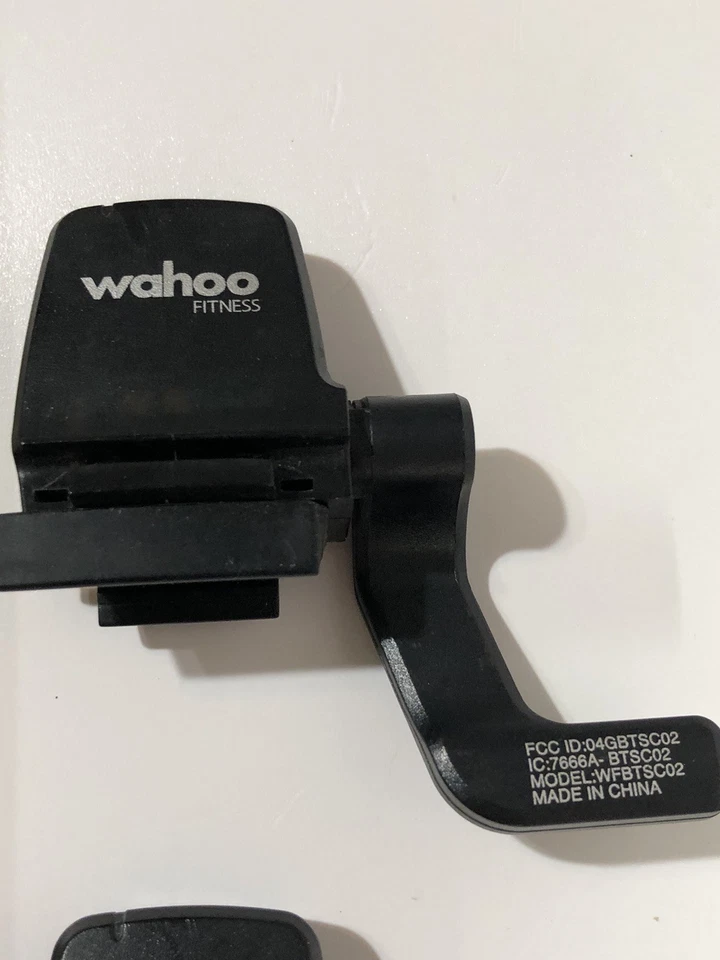 wahoo
FITNESS
FCC ID:04GBTSC02
IC:7666A- BTSC02
MODEL:WFBTSC02
MADE IN CHINA